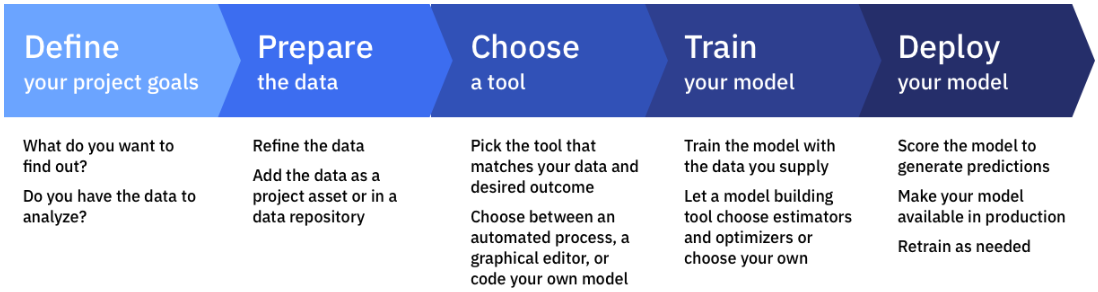 Define
your project goals
What do you want to
find out?
Do you have the data to
analyze?
Prepare
the data
Refine the data
Add the data as a
project asset or in a
data repository
Choose
a tool
Pick the tool that
matches your data and
desired outcome
Choose between an
automated process, a
graphical editor, or
code your own model
Train
your model
Train the model with
the data you supply
Let a model building
tool choose estimators
and optimizers or
choose your own
Deploy
your model
Score the model to
generate predictions
Make your model
available in production
Retrain as needed